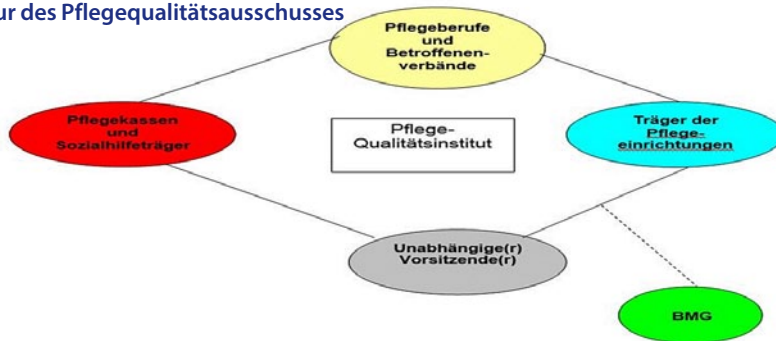 ur des Pflegequalitätsausschusses
Pflegeberufe
und
Betroffenen-
verbände
Pflegekassen
und
Sozialhilfeträger
Pflege-
Qualitätsinstitut
Träger der
Pflege-
einrichtungen
Unabhängige(r)
Vorsitzende(r)
BMG